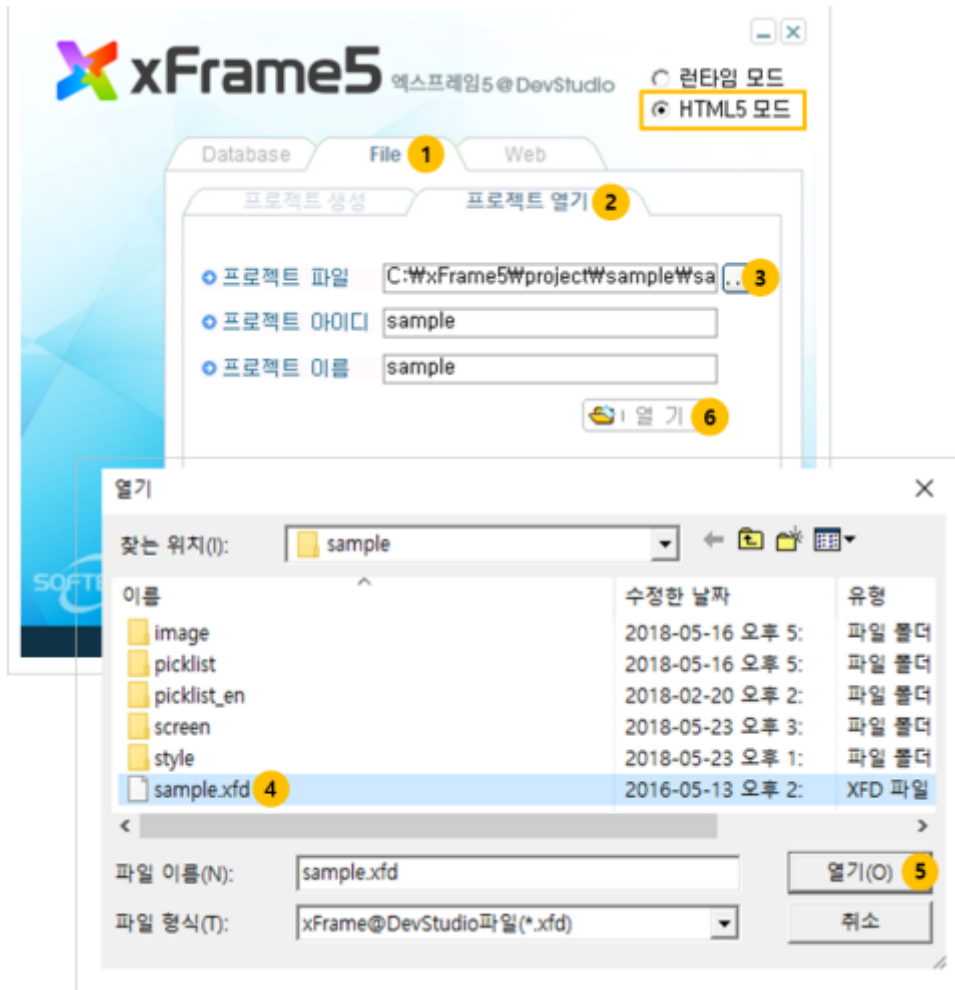 xFrame5 엑스프레임5@DevStudio
런타임 모드
HTML5 모드
Database File 1 Web
프로젝트 생성 프로젝트 열기 2
프로젝트 파일 C:₩xFrame5₩project₩sample₩sa .. 3
프로젝트 아이디 sample
프로젝트 이름 sample
열 기 6
열기
찾는 위치(I): sample
이름 수정한 날짜 유형
image 2018-05-16 오후 5: 파일 폴더
picklist 2018-05-16 오후 5: 파일 폴더
picklist_en 2018-02-20 오후 2: 파일 폴더
screen 2018-05-23 오후 3: 파일 폴더
style 2018-05-23 오후 1: 파일 폴더
sample.xfd 4 2016-05-13 오후 2: XFD 파일
파일 이름(N): sample.xfd 열기(O) 5
파일 형식(T): xFrame@DevStudio파일(*.xfd) 취소